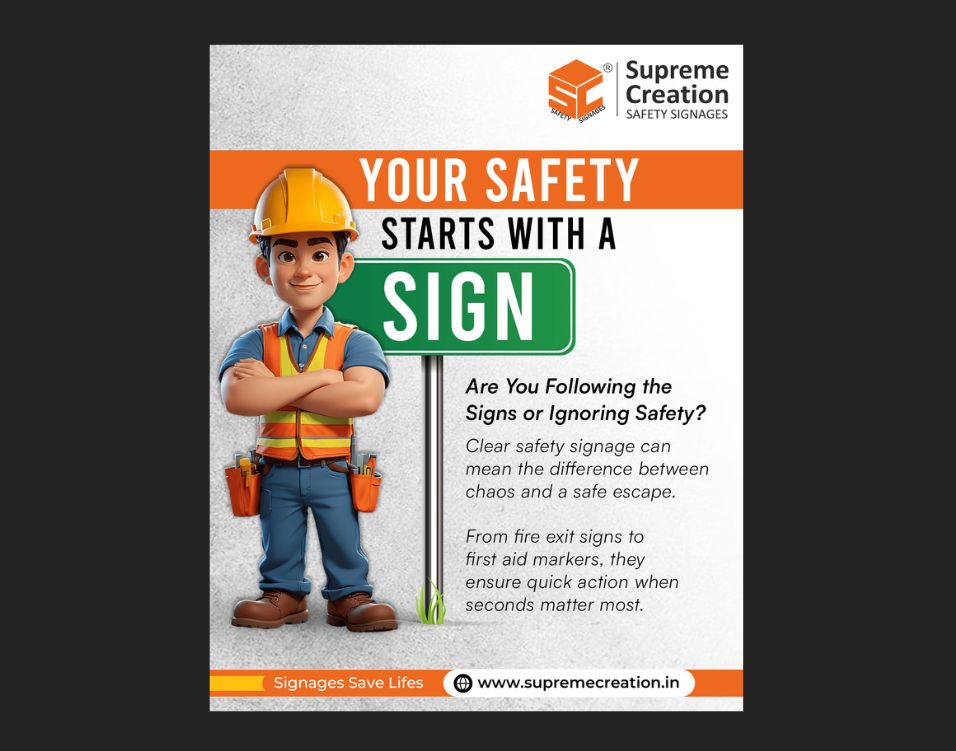 SC
®
SAFETY SIGNAGES
Supreme
Creation
SAFETY SIGNAGES
YOUR SAFETY
STARTS WITH A
SIGN
Are You Following the
Signs or Ignoring Safety?
Clear safety signage can
mean the difference between
chaos and a safe escape.
From fire exit signs to
first aid markers, they
ensure quick action when
seconds matter most.
Signages Save Lifes
www.supremecreation.in